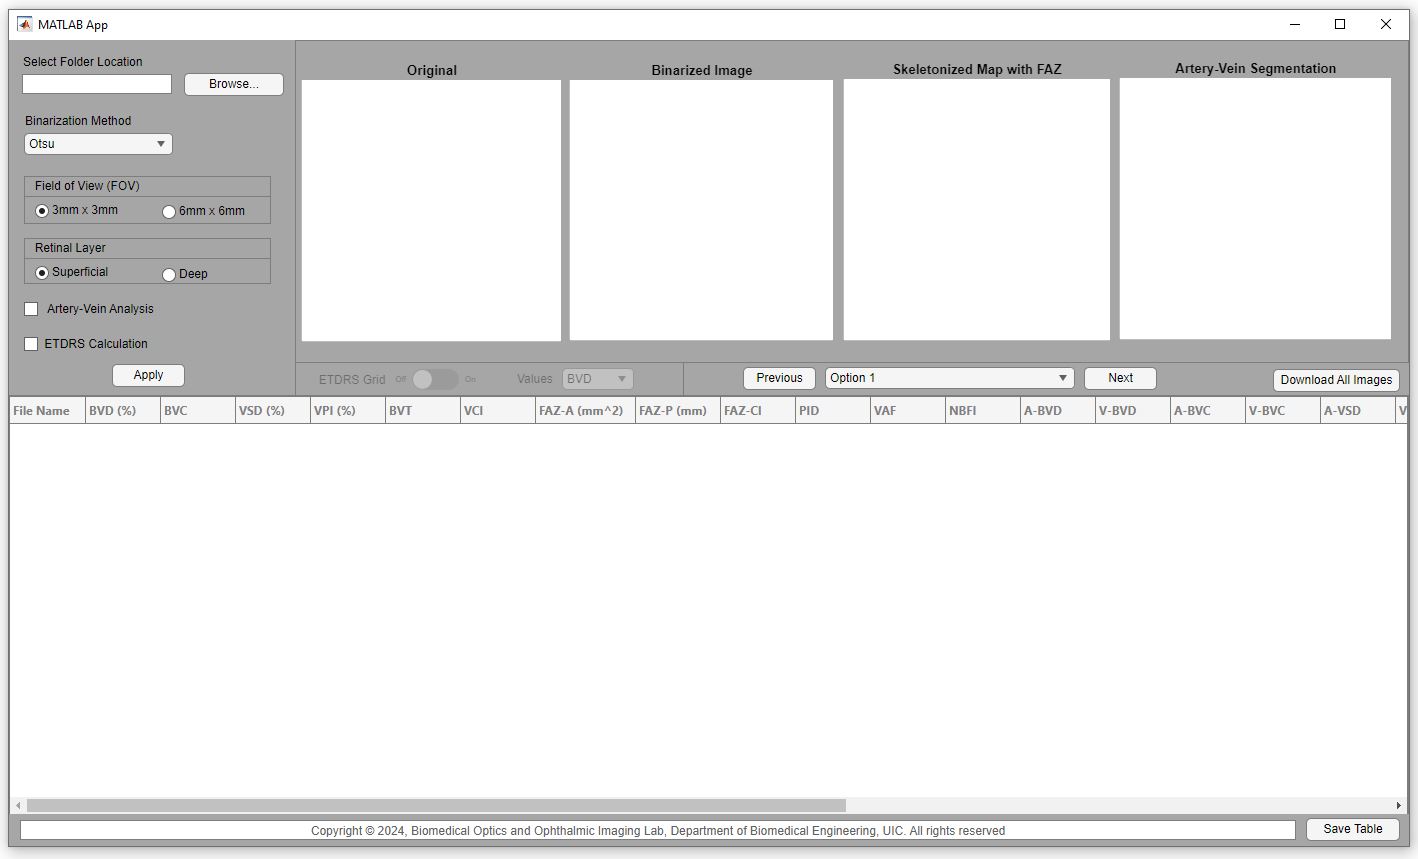 MATLAB App
Select Folder Location
Browse...
Binarization Method
Otsu
Field of View (FOV)
3mm x 3mm 6mm x 6mm
Retinal Layer
Superficial Deep
Artery-Vein Analysis
ETDRS Calculation
Apply
Original Binarized Image Skeletonized Map with FAZ Artery-Vein Segmentation
ETDRS Grid Off On Values BVD Previous Option 1 Next Download All Images
File Name BVD (%) BVC VSD (%) VPI (%) BVT VCI FAZ-A (mm^2) FAZ-P (mm) FAZ-CI PID VAF NBFI A-BVD V-BVD A-BVC V-BVC A-VSD V
Copyright © 2024, Biomedical Optics and Ophthalmic Imaging Lab, Department of Biomedical Engineering, UIC. All rights reserved
Save Table